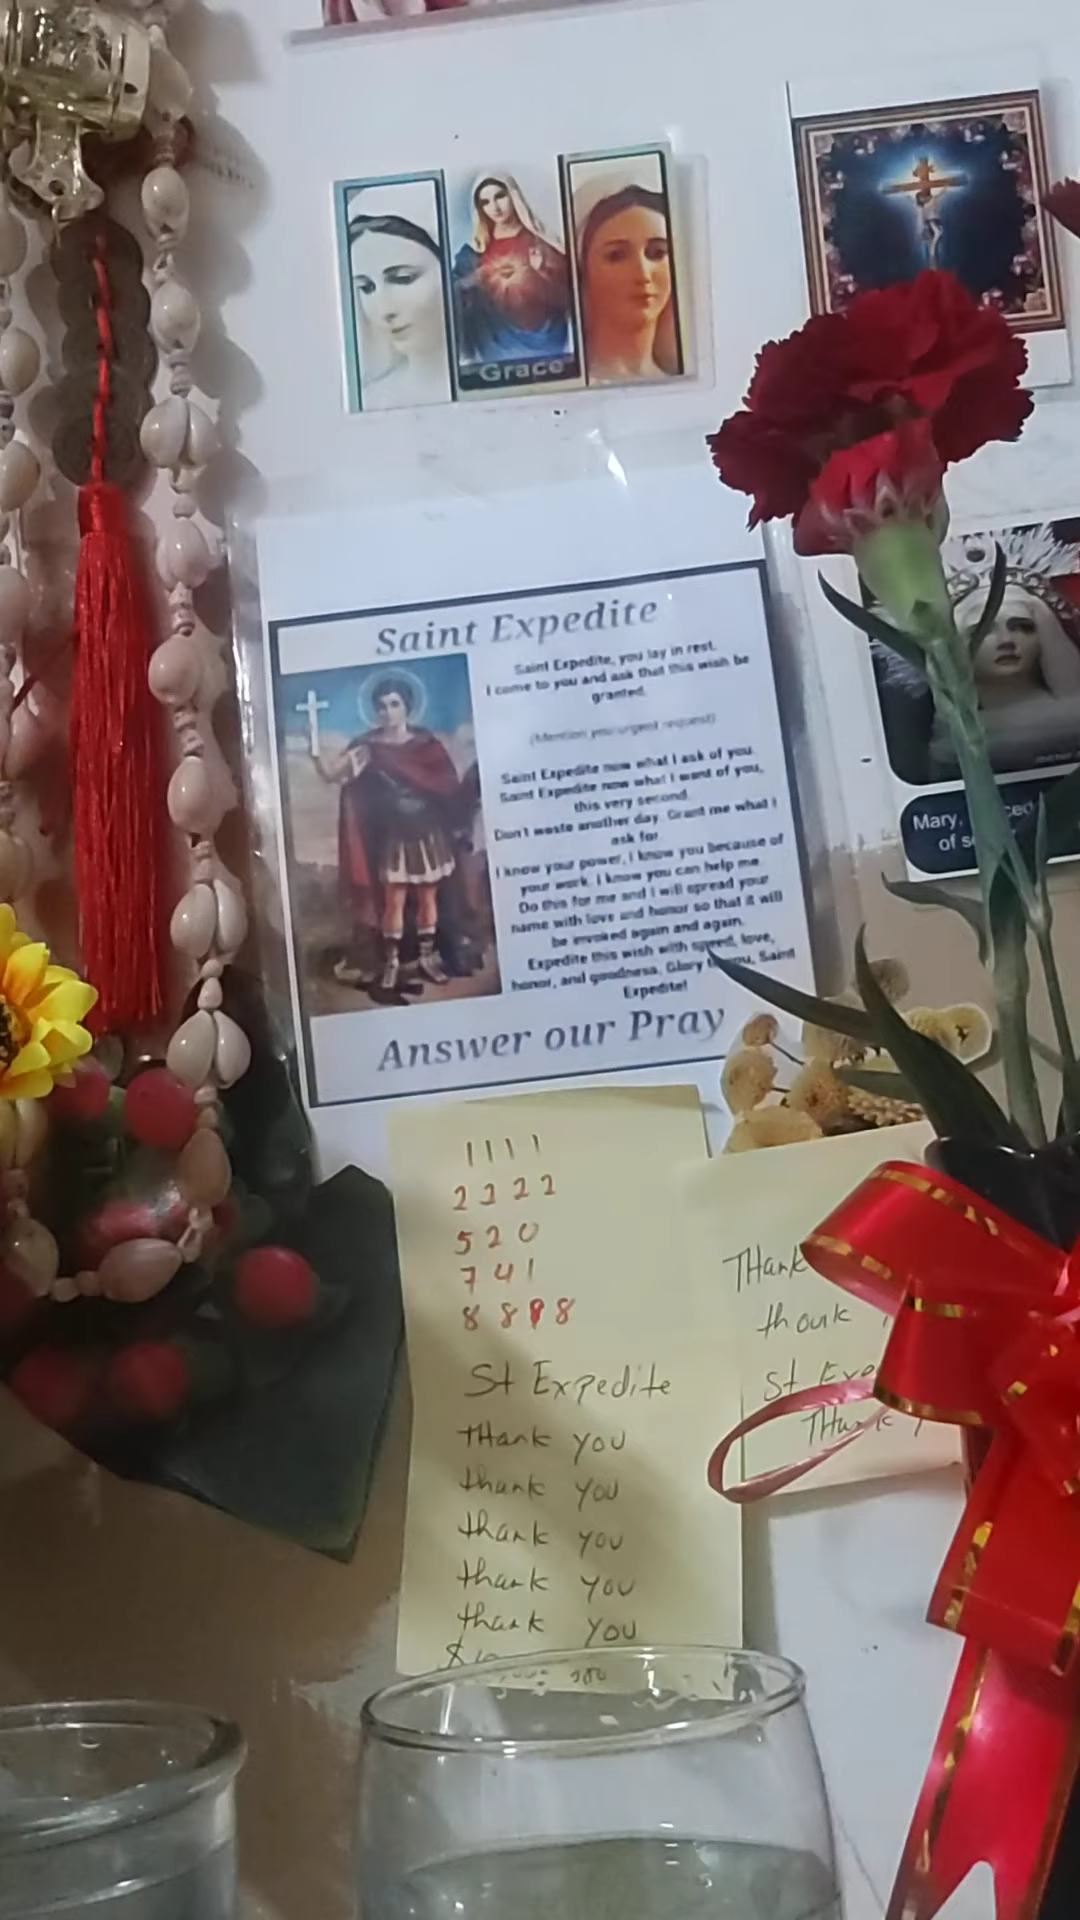 Grace
Saint Expedite
Saint Expedite, you lay in rest.
I come to you and ask that this wish be
granted.
(Mention you urgent request)
Saint Expedite now what I ask of you.
Saint Expedite now what I want of you,
this very second.
Don't waste another day. Grant me what I
ask for.
I know your power, I know you because of
your work. I know you can help me.
Do this for me and I will spread your
name with love and honor so that it will
be invoked again and again.
Expedite this wish with speed, love,
honor, and goodness. Glory to you, Saint
Expedite!
Answer our Pray
Mary,
of
1111
2222
520
741
8888
St Expedite
THank you
thank you
thank you
thank you
thank you
THank
thank
St Exp
THank